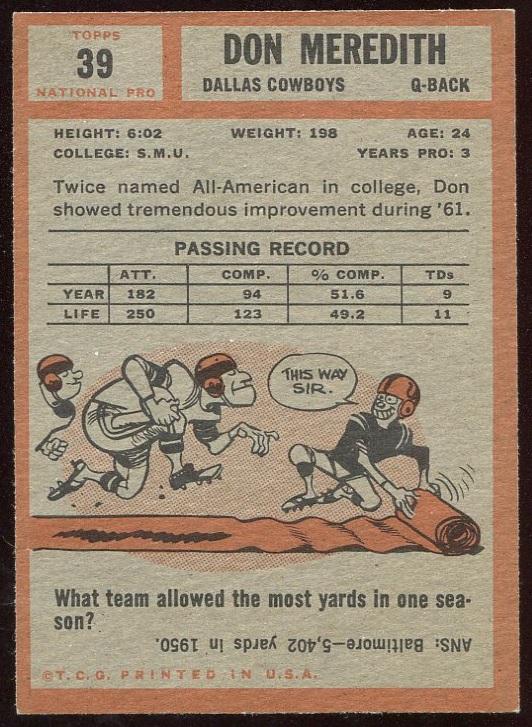 TOPPS
39
NATIONAL PRO
DON MEREDITH
DALLAS COWBOYS Q-BACK
HEIGHT: 6:02 WEIGHT: 198 AGE: 24
COLLEGE: S.M.U. YEARS PRO: 3
Twice named All-American in college, Don
showed tremendous improvement during '61.
PASSING RECORD
ATT. COMP. % COMP. TDs
YEAR 182 94 51.6 9
LIFE 250 123 49.2 11
THIS WAY
SIR.
What team allowed the most yards in one sea-
son?
ANS: Baltimore—5,402 yards in 1950.
©T.C.G. PRINTED IN U.S.A.